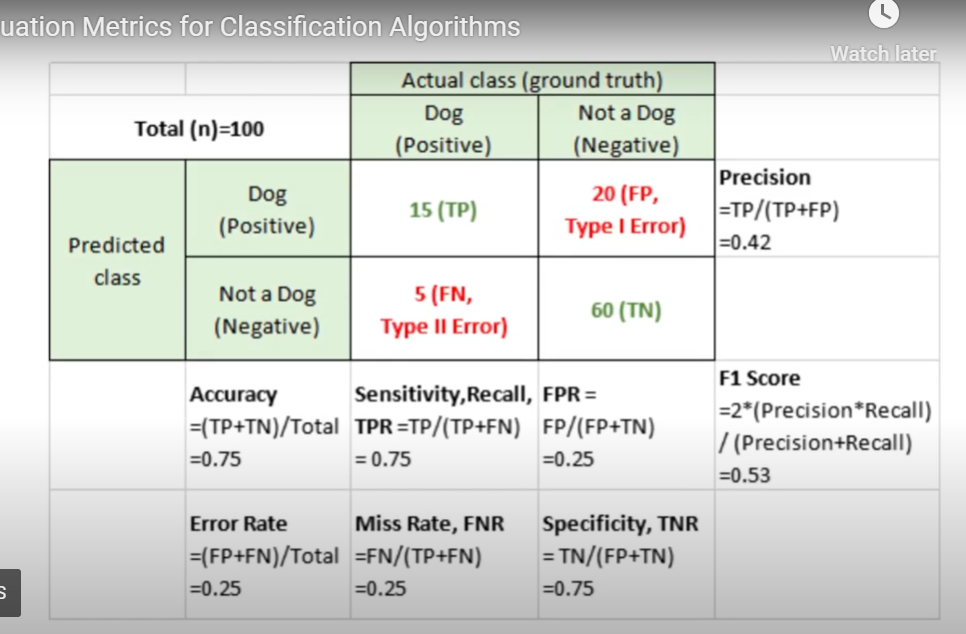 uation Metrics for Classification Algorithms
Watch later
Actual class (ground truth)
Total (n)=100
Dog
(Positive)
Not a Dog
(Negative)
Predicted
class
Dog
(Positive)
15 (TP)
20 (FP,
Type I Error)
Precision
=TP/(TP+FP)
=0.42
Not a Dog
(Negative)
5 (FN,
Type II Error)
60 (TN)
Accuracy
=(TP+TN)/Total
=0.75
Sensitivity,Recall,
TPR =TP/(TP+FN)
= 0.75
FPR =
FP/(FP+TN)
=0.25
F1 Score
=2*(Precision*Recall)
/ (Precision+Recall)
=0.53
Error Rate
=(FP+FN)/Total
=0.25
Miss Rate, FNR
=FN/(TP+FN)
=0.25
Specificity, TNR
= TN/(FP+TN)
=0.75
S